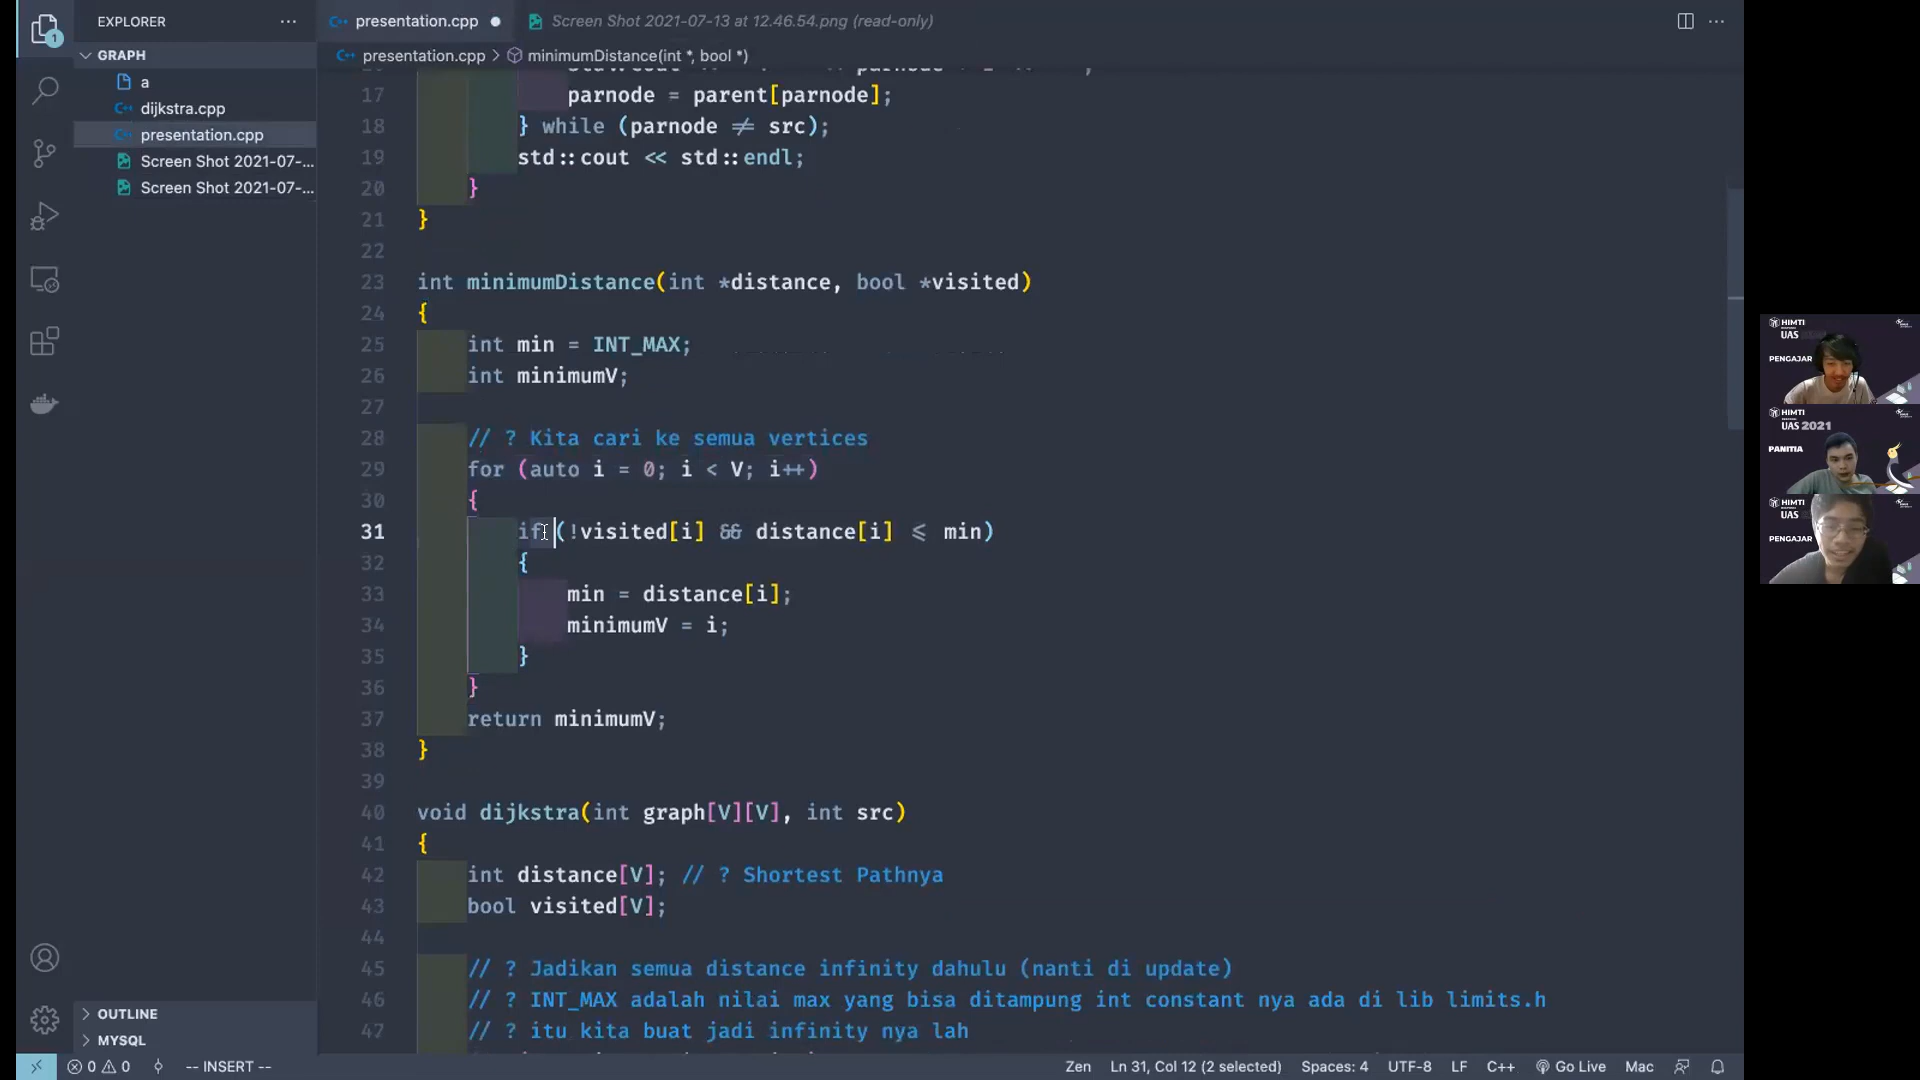 EXPLORER
GRAPH
a
dijkstra.cpp
presentation.cpp
Screen Shot 2021-07-...
Screen Shot 2021-07-...
OUTLINE
MYSQL
presentation.cpp
Screen Shot 2021-07-13 at 12.46.54.png (read-only)
presentation.cpp > minimumDistance(int *, bool *)
17 parnode = parent[parnode];
18 } while (parnode ≠ src);
19 std::cout << std::endl;
20 }
21 }
22
23 int minimumDistance(int *distance, bool *visited)
24 {
25 int min = INT_MAX;
26 int minimumV;
27
28 // ? Kita cari ke semua vertices
29 for (auto i = 0; i < V; i++)
30 {
31 if (!visited[i] && distance[i] ⩽ min)
32 {
33 min = distance[i];
34 minimumV = i;
35 }
36 }
37 return minimumV;
38 }
39
40 void dijkstra(int graph[V][V], int src)
41 {
42 int distance[V]; // ? Shortest Pathnya
43 bool visited[V];
44
45 // ? Jadikan semua distance infinity dahulu (nanti di update)
46 // ? INT_MAX adalah nilai max yang bisa ditampung int constant nya ada di lib limits.h
47 // ? itu kita buat jadi infinity nya lah
1
HIMTI
UAS
PENGAJAR
HIMTI
UAS 2021
PANITIA
HIMTI
UAS
PENGAJAR
0 0 -- INSERT -- Zen Ln 31, Col 12 (2 selected) Spaces: 4 UTF-8 LF C++ Go Live Mac